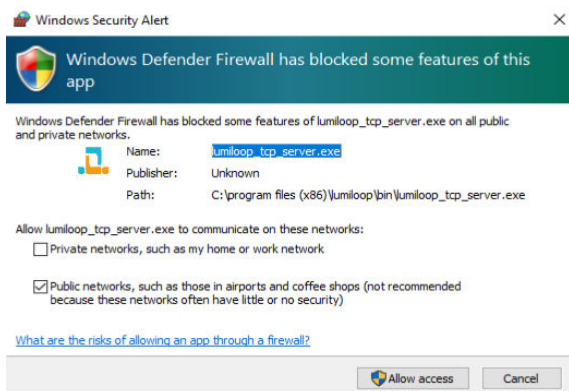 Windows Security Alert
Windows Defender Firewall has blocked some features of this
app
Windows Defender Firewall has blocked some features of lumiloop_tcp_server.exe on all public
and private networks.
Name: lumiloop_tcp_server.exe
Publisher: Unknown
Path: C:\program files (x86)\lumiloop\bin\lumiloop_tcp_server.exe
Allow lumiloop_tcp_server.exe to communicate on these networks:
Private networks, such as my home or work network
Public networks, such as those in airports and coffee shops (not recommended
because these networks often have little or no security)
What are the risks of allowing an app through a firewall?
Allow access Cancel